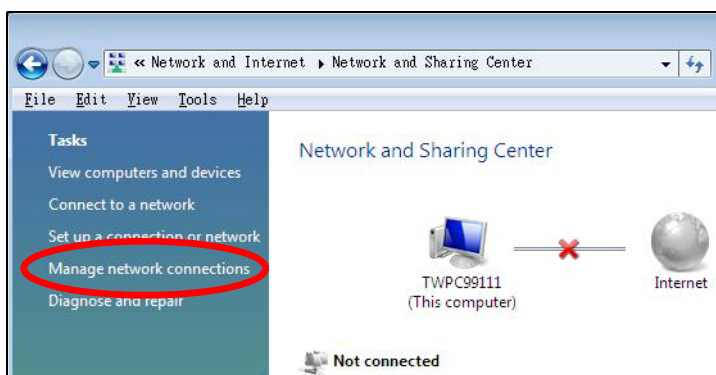 « Network and Internet ▸ Network and Sharing Center
File Edit View Tools Help
Tasks
View computers and devices
Connect to a network
Set up a connection or network
Manage network connections
Diagnose and repair
Network and Sharing Center
TWPC99111
(This computer)
Internet
Not connected